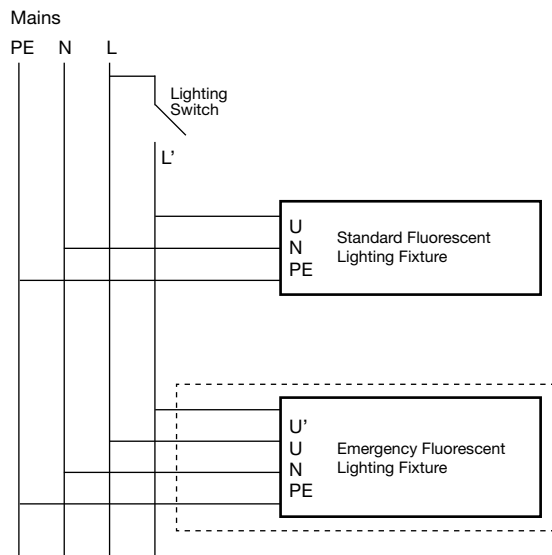 Mains
PE N L
Lighting
Switch
L'
U
N
PE
Standard Fluorescent
Lighting Fixture
U'
U
N
PE
Emergency Fluorescent
Lighting Fixture